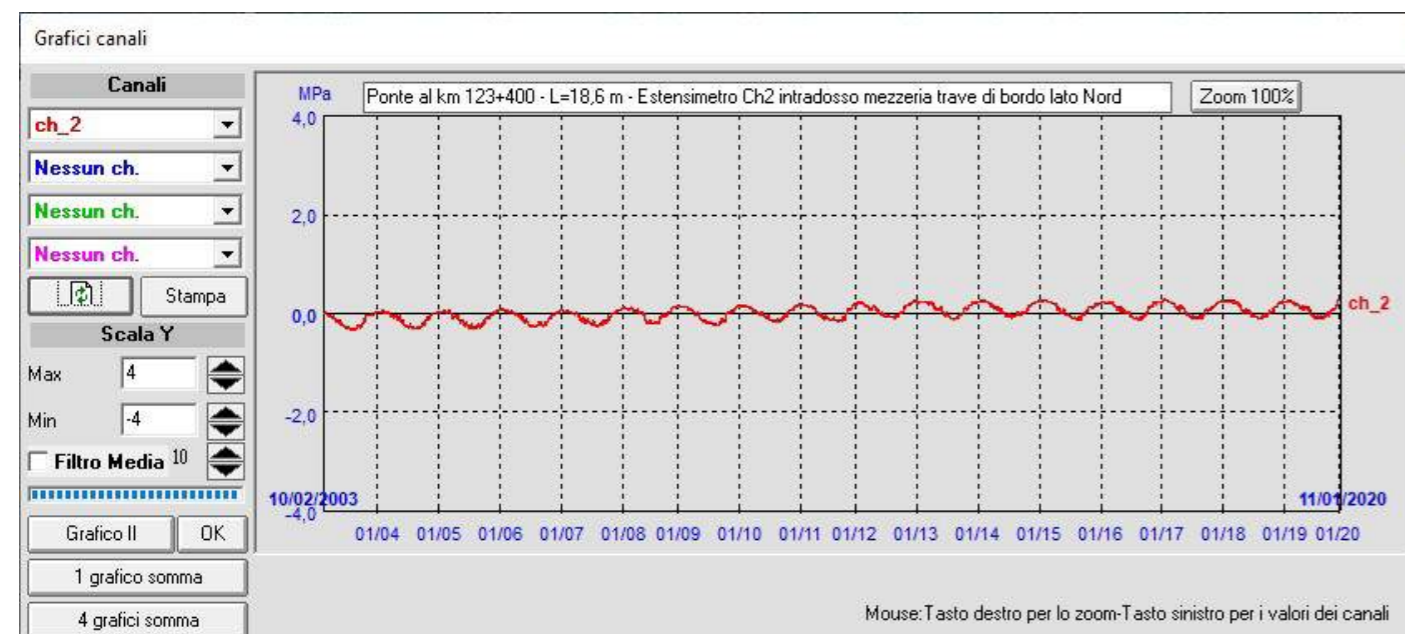 Grafici canali
Canali
ch_2
Nessun ch.
Nessun ch.
Nessun ch.
Stampa
Scala Y
Max 4
Min -4
Filtro Media 10
Grafico II OK
1 grafico somma
4 grafici somma
MPa
Ponte al km 123+400 - L=18,6 m - Estensimetro Ch2 intradosso mezzeria trave di bordo lato Nord
Zoom 100%
4,0
2,0
0,0
ch_2
-2,0
10/02/2003 11/01/2020
-4,0
01/04 01/05 01/06 01/07 01/08 01/09 01/10 01/11 01/12 01/13 01/14 01/15 01/16 01/17 01/18 01/19 01/20
Mouse:Tasto destro per lo zoom-Tasto sinistro per i valori dei canali